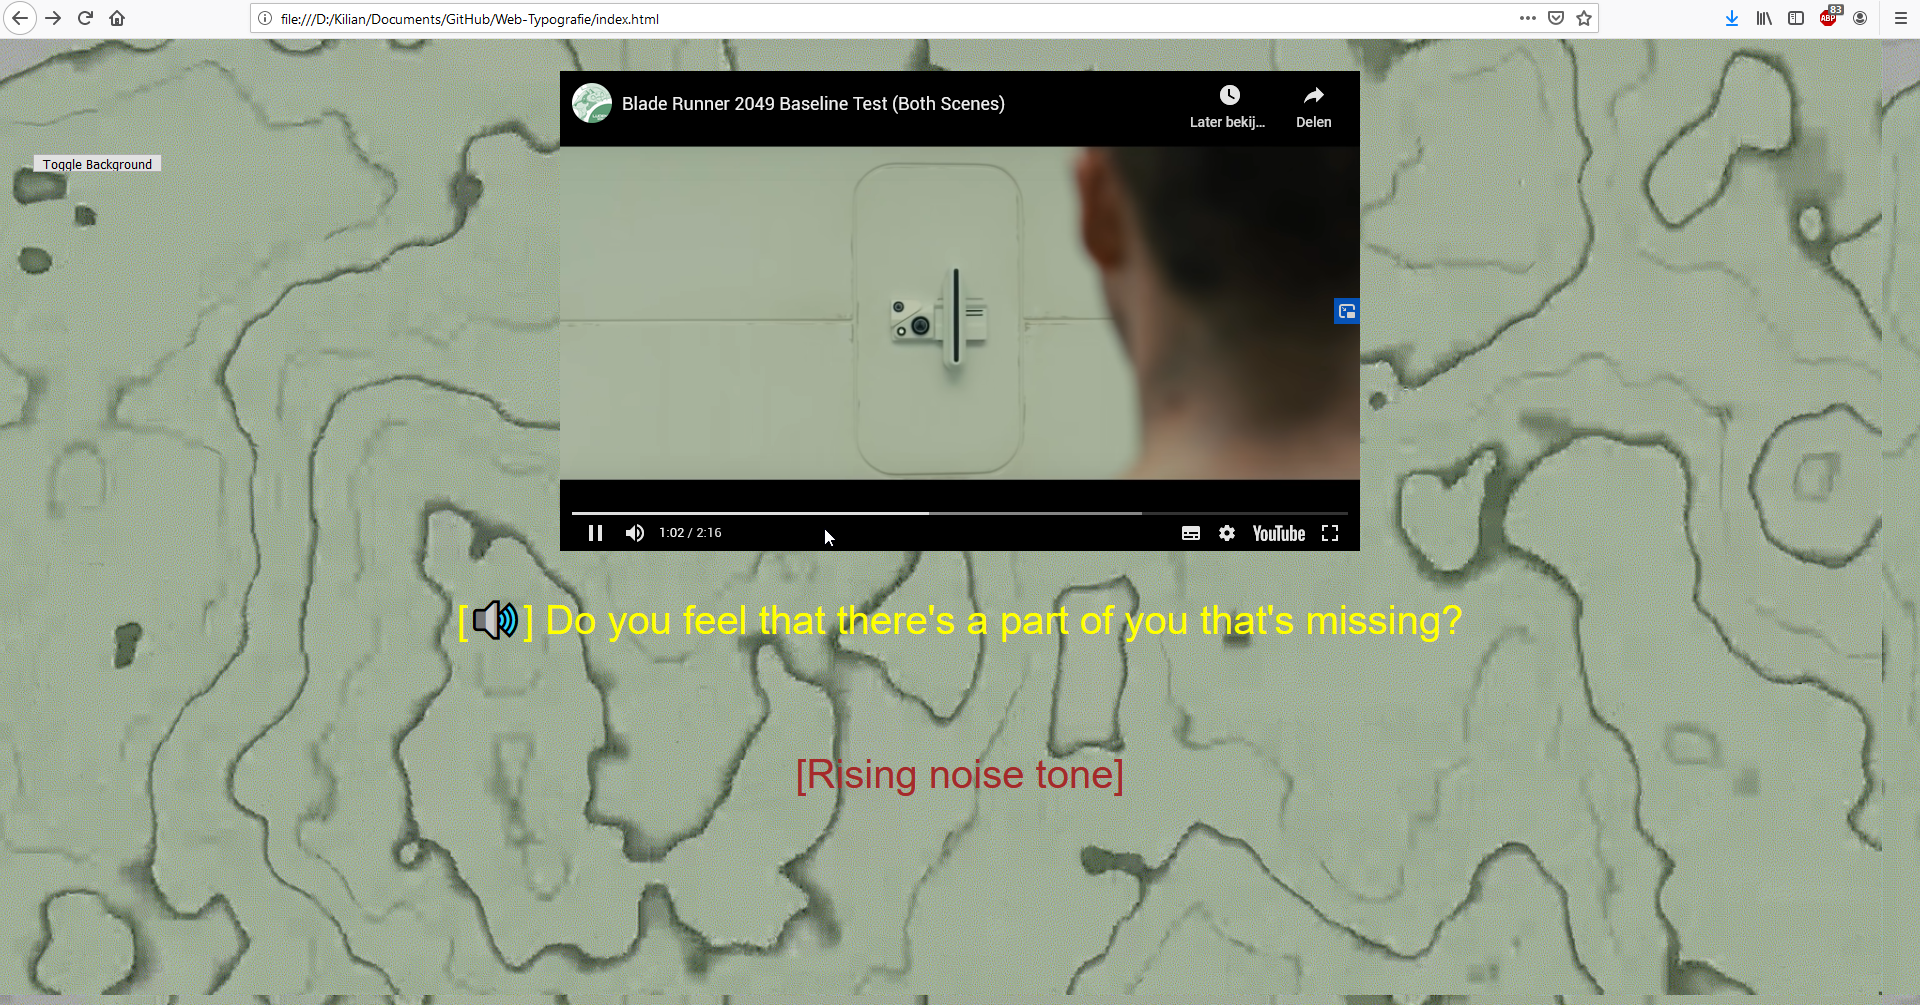 file:///D:/Kilian/Documents/GitHub/Web-Typografie/index.html
83
ABP
Blade Runner 2049 Baseline Test (Both Scenes)
Later bekij...
Delen
Toggle Background
1:02 / 2:16
YouTube
[🔊] Do you feel that there's a part of you that's missing?
[Rising noise tone]